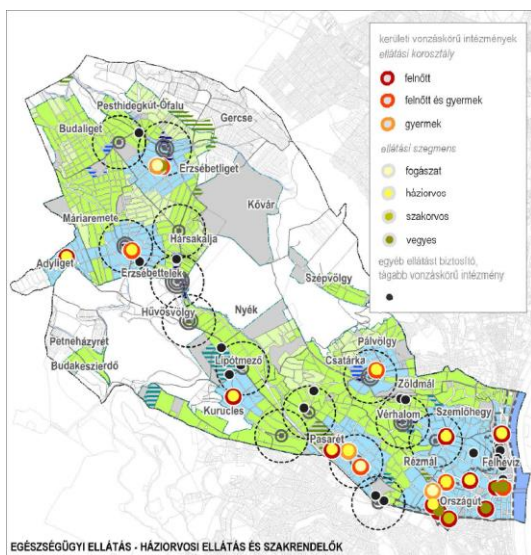 kerületi vonzáskörű intézmények
ellátási korosztály
felnőtt
felnőtt és gyermek
gyermek
ellátási szegmens
fogászat
háziorvos
szakorvos
vegyes
egyéb ellátást biztosító,
tágabb vonzáskörű intézmény
Pesthidegkút-Ófalu
Gercse
Budaliget
Erzsébetliget
Kővár
Máriaremete
Hársakalja
Adyliget
Erzsébettelek
Szépvölgy
Hűvösvölgy
Nyék
Petneházyrét
Budakeszierdő
Lipótmező
Pálvölgy
Csatárka
Zöldmál
Kurucles
Szemlőhegy
Vérhalom
Pasarét
Felhévíz
Rézmál
Országút
EGÉSZSÉGÜGYI ELLÁTÁS - HÁZIORVOSI ELLÁTÁS ÉS SZAKRENDELŐK